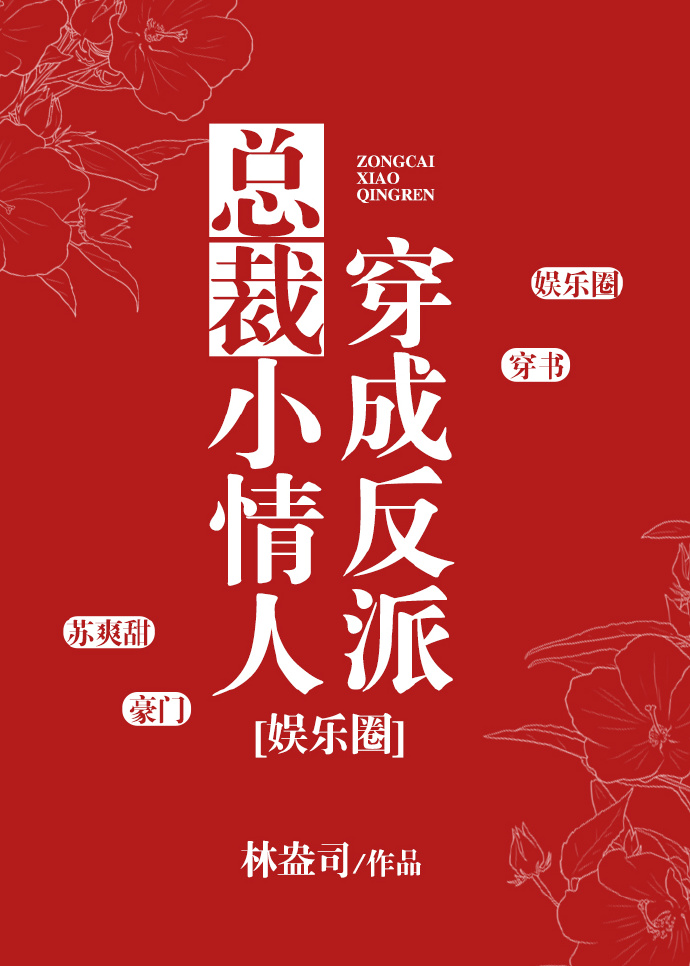 穿成反派
总裁小情人
ZONGCAI
XIAO
QINGREN
[娱乐圈]
娱乐圈
穿书
苏爽甜
豪门
林盎司/作品